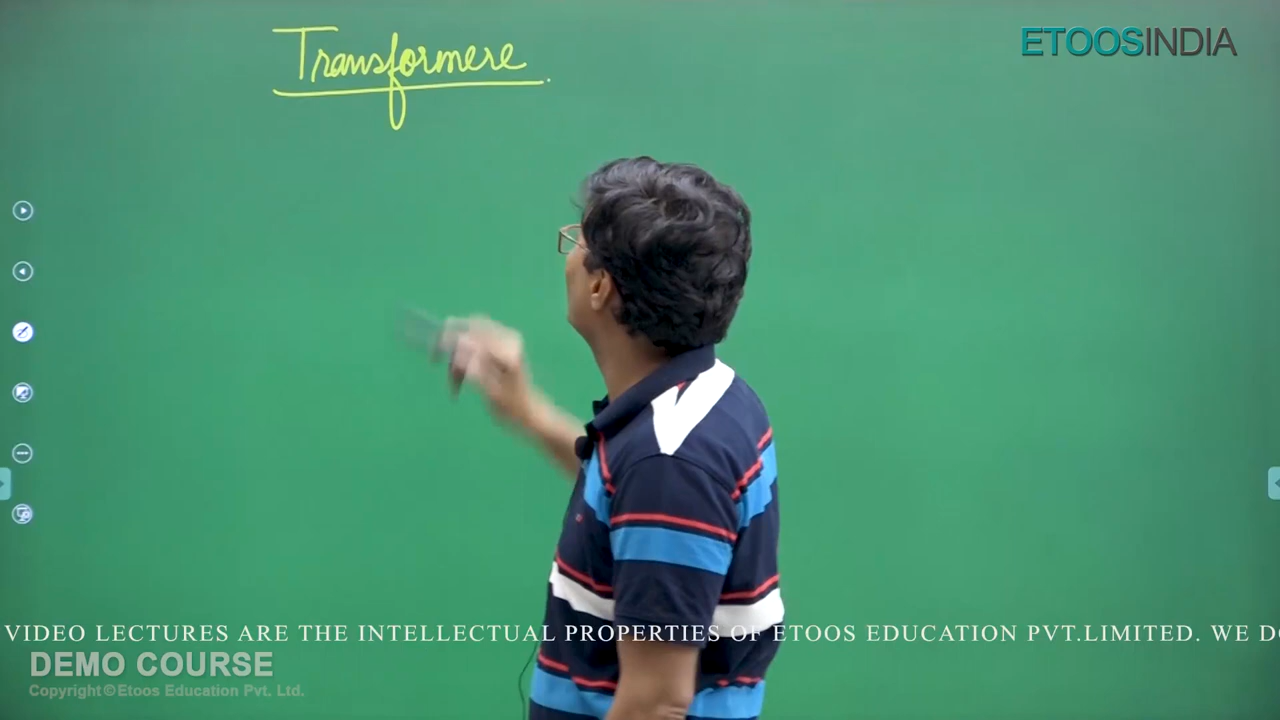 Transformere
ETOOSINDIA
VIDEO LECTURES ARE THE INTELLECTUAL PROPERTIES OF ETOOS EDUCATION PVT.LIMITED. WE
DEMO COURSE
Copyright©Etoos Education Pvt. Ltd.